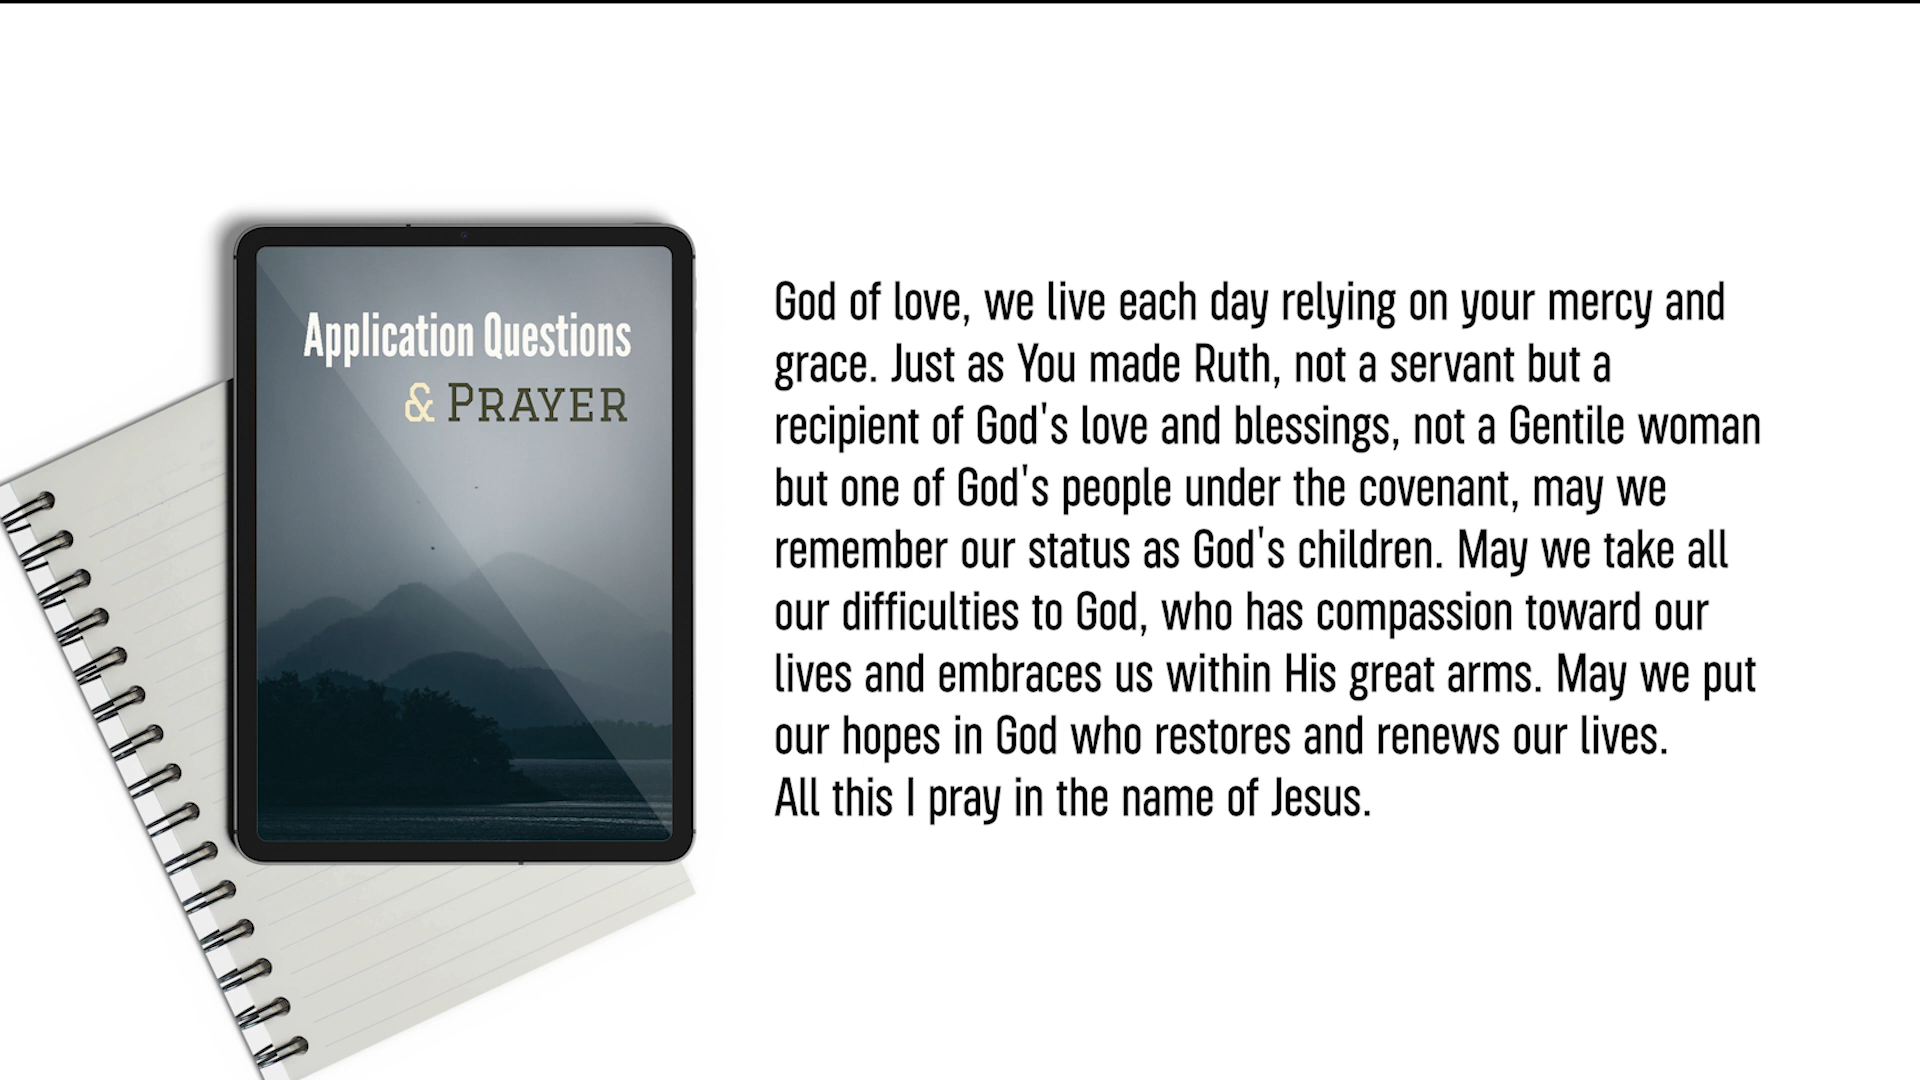 Application Questions
& PRAYER
God of love, we live each day relying on your mercy and
grace. Just as You made Ruth, not a servant but a
recipient of God's love and blessings, not a Gentile woman
but one of God's people under the covenant, may we
remember our status as God's children. May we take all
our difficulties to God, who has compassion toward our
lives and embraces us within His great arms. May we put
our hopes in God who restores and renews our lives.
All this I pray in the name of Jesus.